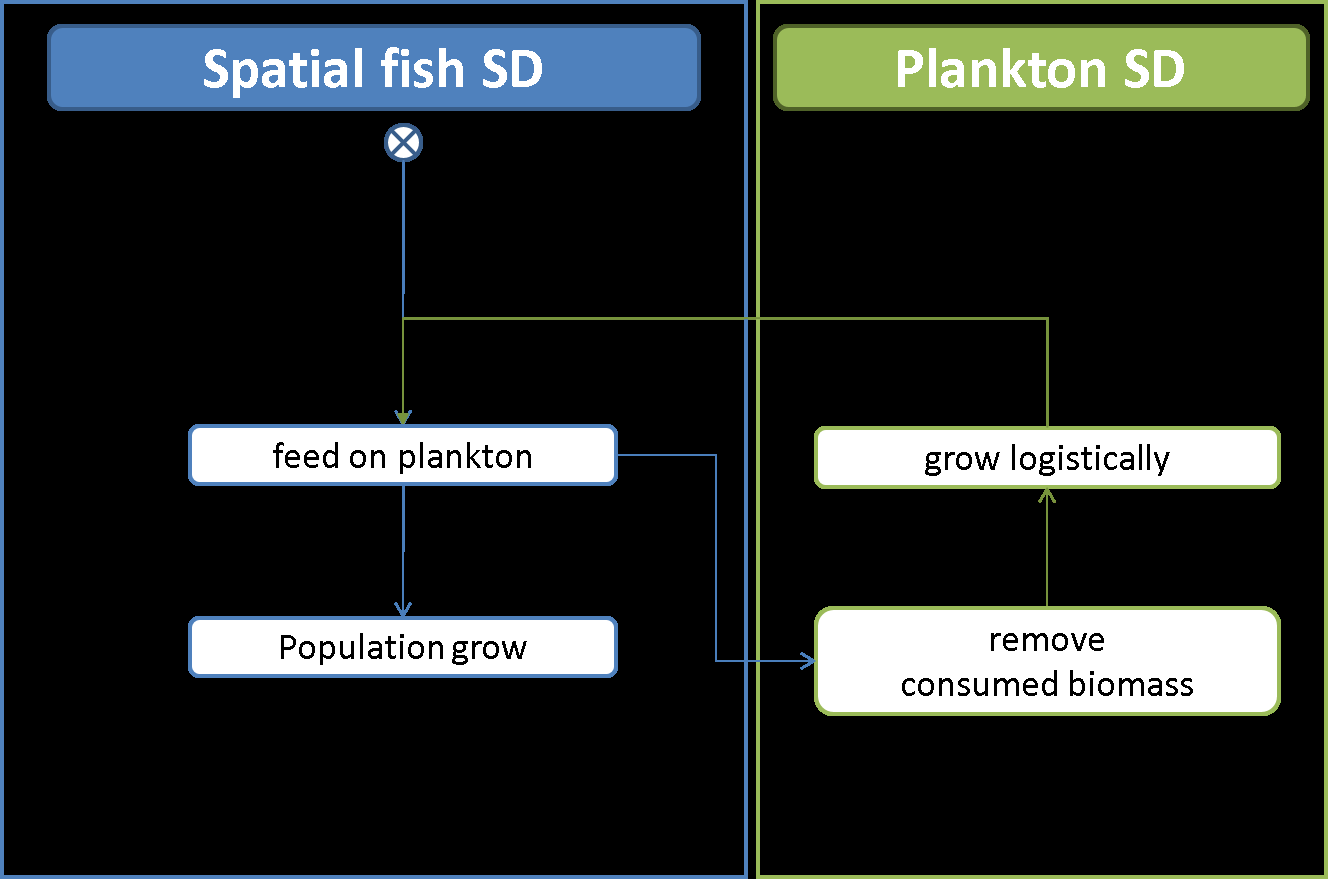 Spatial fish SD
Plankton SD
feed on plankton
grow logistically
Population grow
remove
consumed biomass